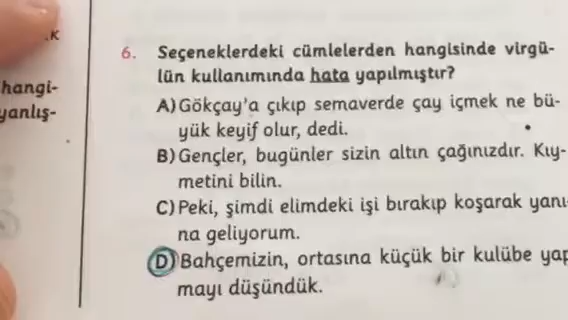 K
hangi-
yanlış-
6. Seçeneklerdeki cümlelerden hangisinde virgü-
lün kullanımında hata yapılmıştır?
A) Gökçay'a çıkıp semaverde çay içmek ne bü-
yük keyif olur, dedi.
B) Gençler, bugünler sizin altın çağınızdır. Kıy-
metini bilin.
C) Peki, şimdi elimdeki işi bırakıp koşarak yanı-
na geliyorum.
D) Bahçemizin, ortasına küçük bir kulübe yap
mayı düşündük.